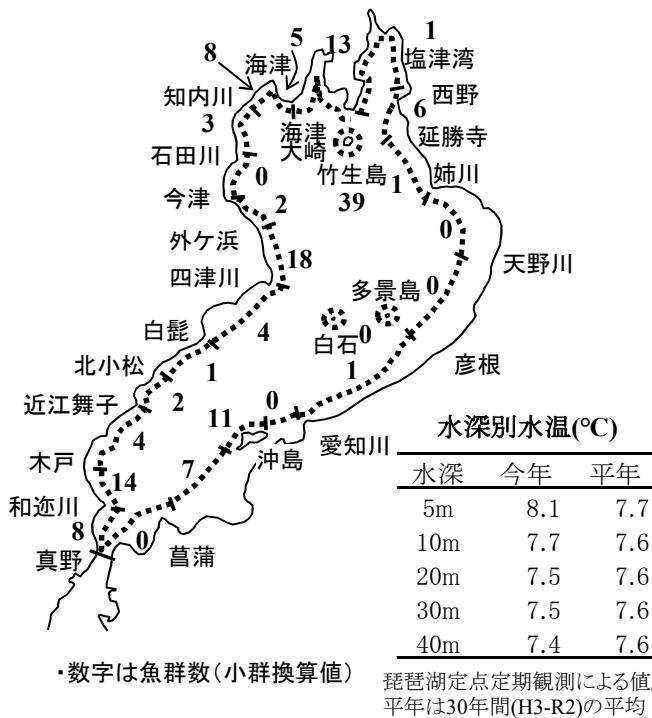 1
13
5
塩津湾
8
海津
西野
知内川
6
3
海津
大崎
延勝寺
石田川
竹生島
姉川
0
1
今津
39
2
0
外ケ浜
天野川
18
四津川
0
多景島
白髭
4
0
白石
北小松
1
1
彦根
近江舞子
2
11
0
愛知川
4
沖島
木戸
7
14
和迩川
8
0
菖蒲
真野
水深別水温(℃)
水深 今年 平年
5m 8.1 7.7
10m 7.7 7.6
20m 7.5 7.6
30m 7.5 7.6
40m 7.4 7.6
・数字は魚群数(小群換算値)
琵琶湖定点定期観測による値。
平年は30年間(H3-R2)の平均